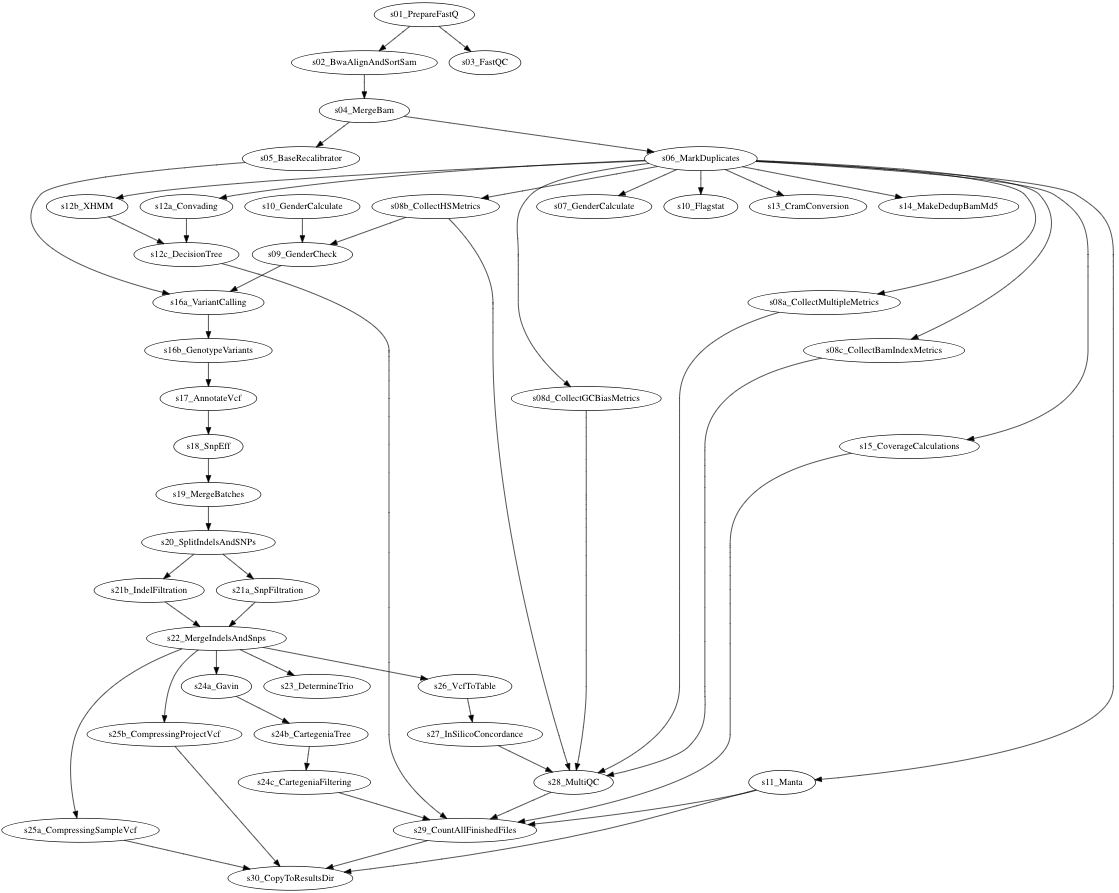 s01_PrepareFastQ
s02_BwaAlignAndSortSam
s03_FastQC
s04_MergeBam
s05_BaseRecalibrator
s06_MarkDuplicates
s12b_XHMM
s12a_Convading
s10_GenderCalculate
s08b_CollectHSMetrics
s07_GenderCalculate
s10_Flagstat
s13_CramConversion
s14_MakeDedupBamMd5
s12c_DecisionTree
s09_GenderCheck
s16a_VariantCalling
s08a_CollectMultipleMetrics
s16b_GenotypeVariants
s08c_CollectBamIndexMetrics
s17_AnnotateVcf
s08d_CollectGCBiasMetrics
s18_SnpEff
s15_CoverageCalculations
s19_MergeBatches
s20_SplitIndelsAndSNPs
s21b_IndelFiltration
s21a_SnpFiltration
s22_MergeIndelsAndSnps
s24a_Gavin
s23_DetermineTrio
s26_VcfToTable
s25b_CompressingProjectVcf
s24b_CartegeniaTree
s27_InSilicoConcordance
s24c_CartegeniaFiltering
s28_MultiQC
s11_Manta
s25a_CompressingSampleVcf
s29_CountAllFinishedFiles
s30_CopyToResultsDir